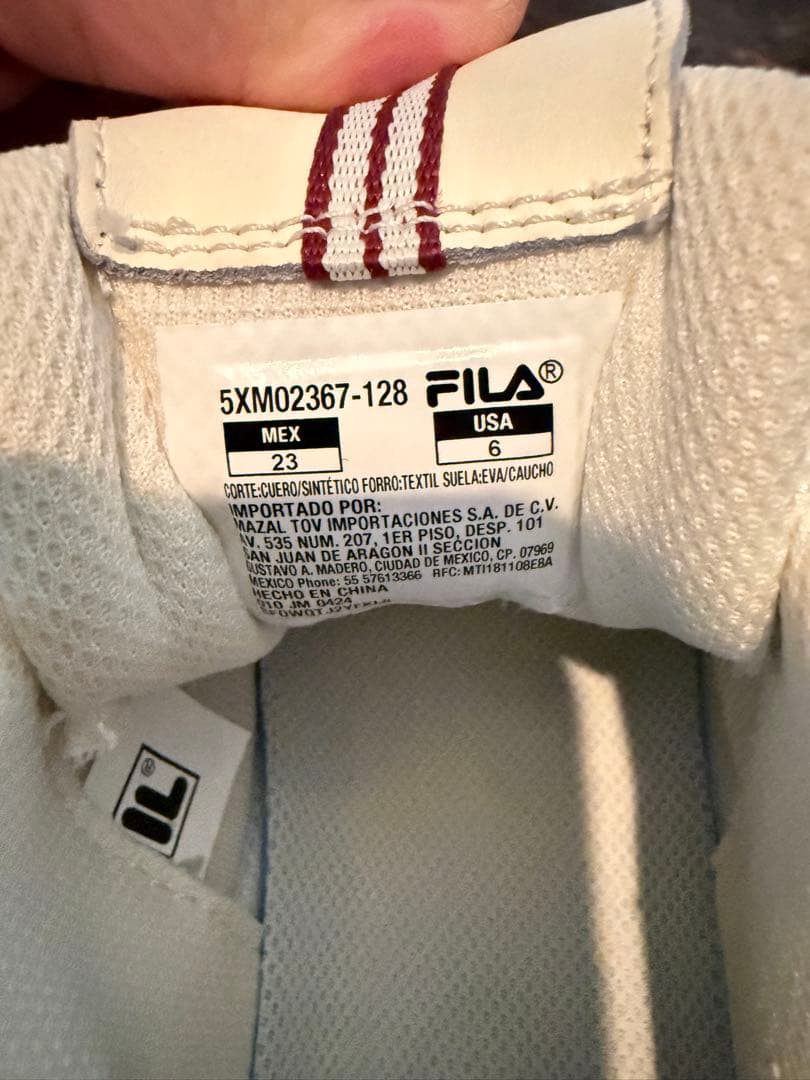 5XM02367-128 FILA®
MEX USA
23 6
CORTE:CUERO/SINTÉTICO FORRO:TEXTIL SUELA:EVA/CAUCHO
IMPORTADO POR:
MAZAL TOV IMPORTACIONES S.A. DE C.V.
AV. 535 NUM. 207, 1ER PISO, DESP. 101
SAN JUAN DE ARAGON II SECCION
GUSTAVO A. MADERO, CIUDAD DE MEXICO, CP. 07969
MEXICO Phone: 55 57613366 RFC: MTI181108E8A
HECHO EN CHINA
JM 0424